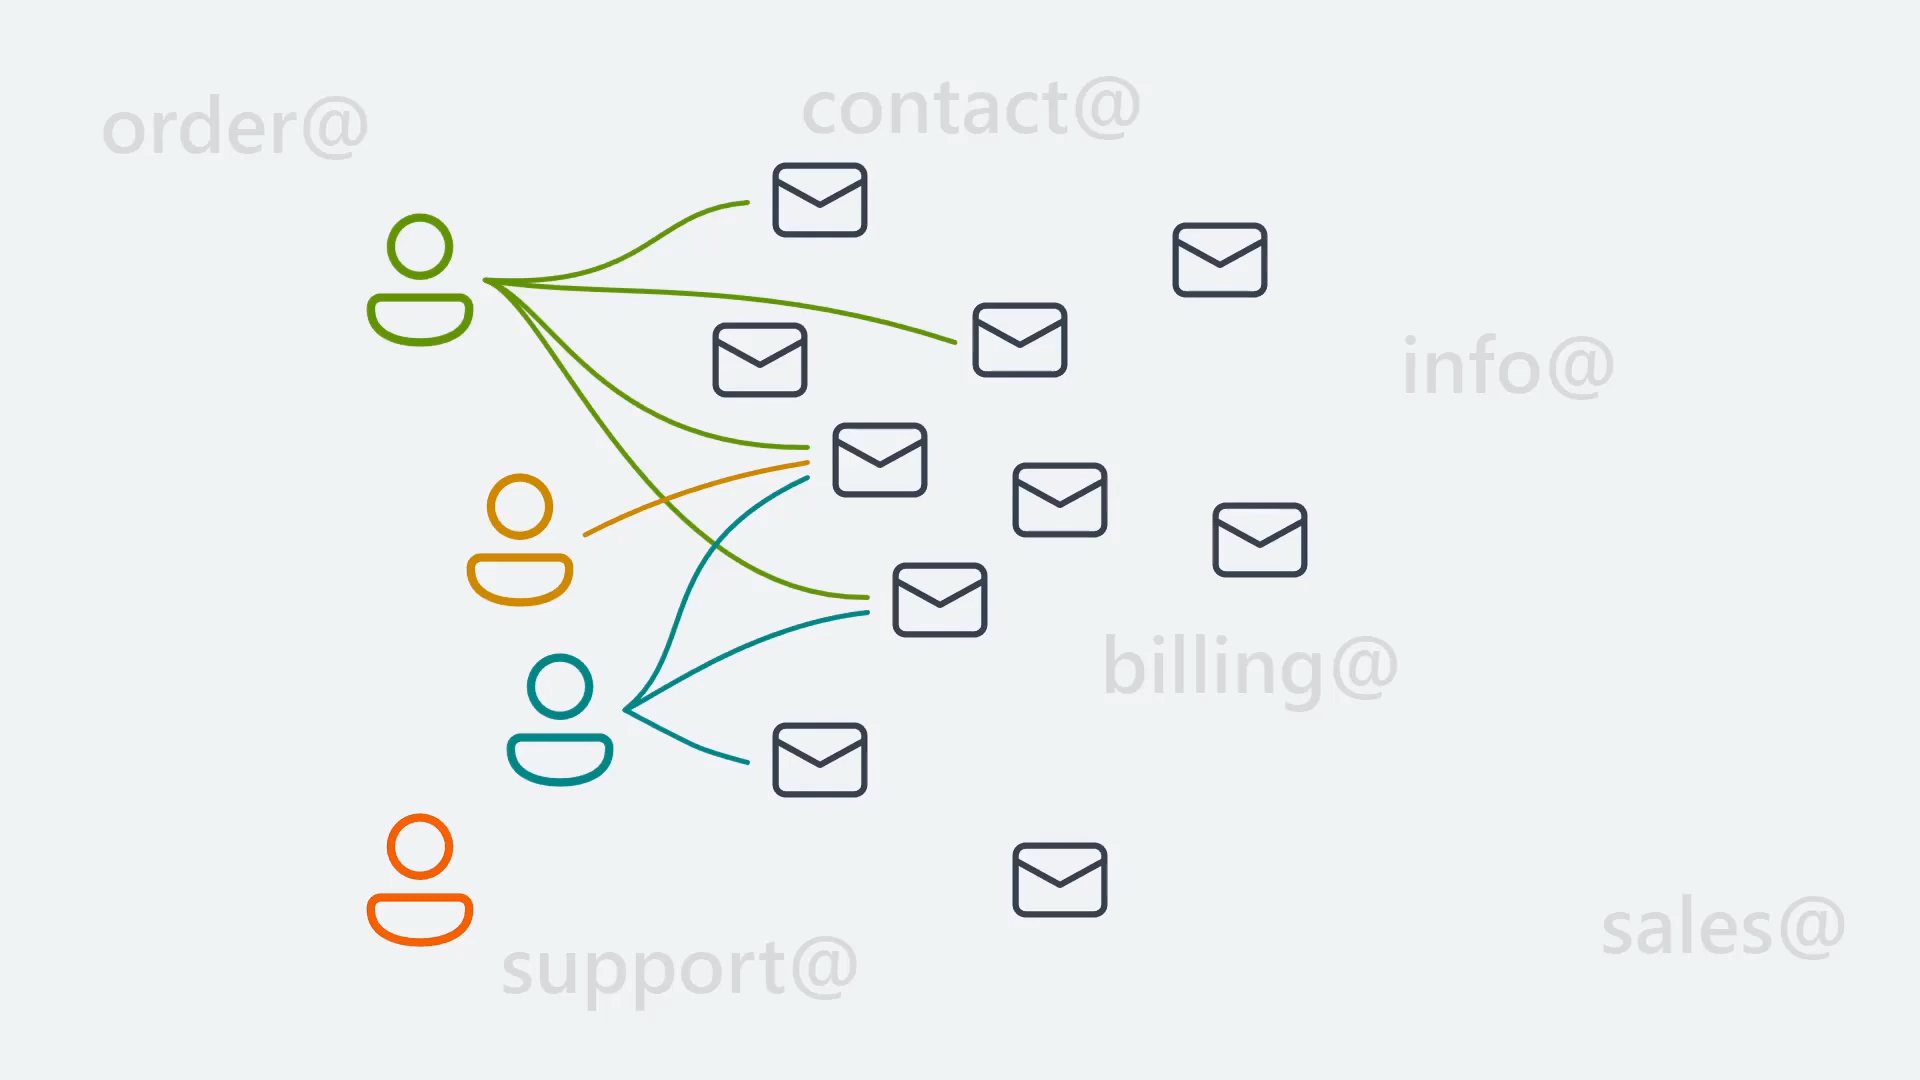 order@
contact@
info@
billing@
sales@
support@